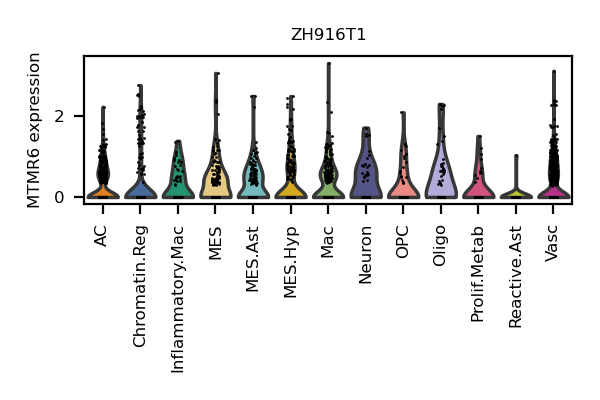 ZH916T1
MTMR6 expression
2
0
AC
Chromatin.Reg
Inflammatory.Mac
MES
MES.Ast
MES.Hyp
Mac
Neuron
OPC
Oligo
Prolif.Metab
Reactive.Ast
Vasc